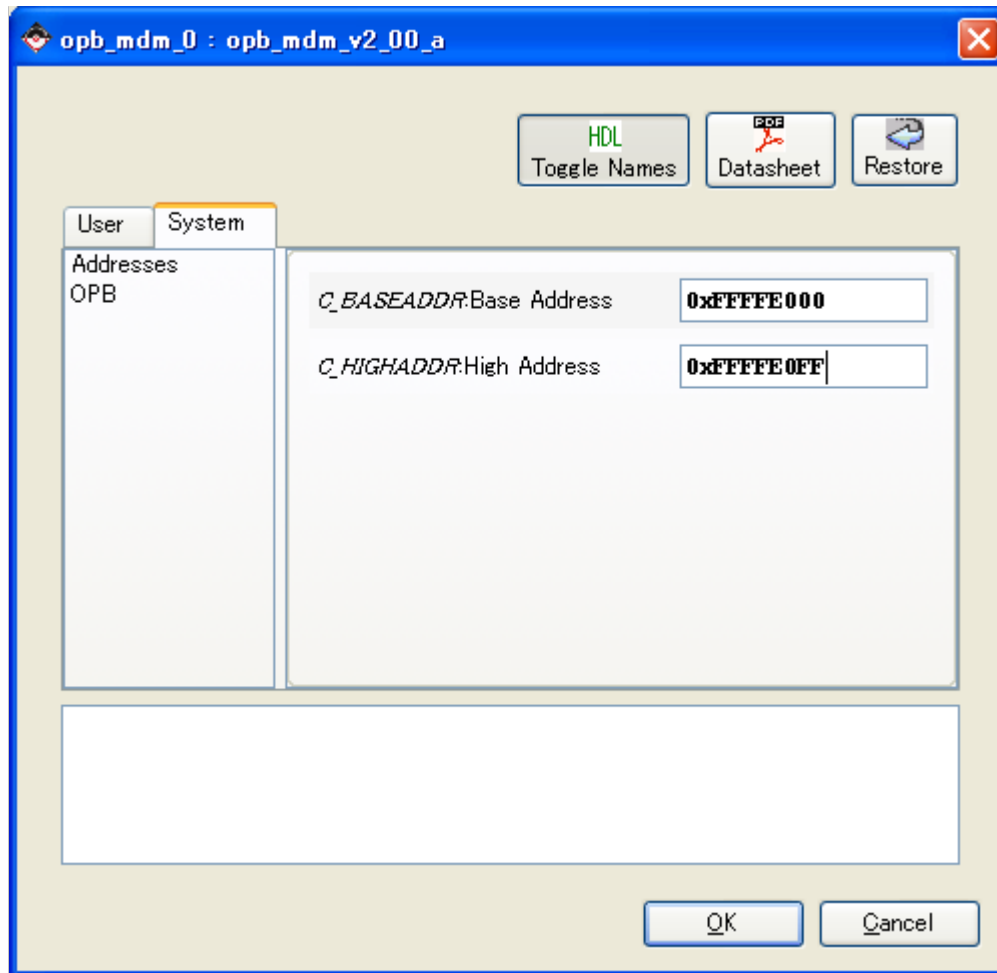 opb_mdm_0 : opb_mdm_v2_00_a
HDL
Toggle Names
PDF
Datasheet
Restore
User
System
Addresses
OPB
C_BASEADDR:Base Address
0xFFFFE000
C_HIGHADDR:High Address
0xFFFFE0FF
OK
Cancel